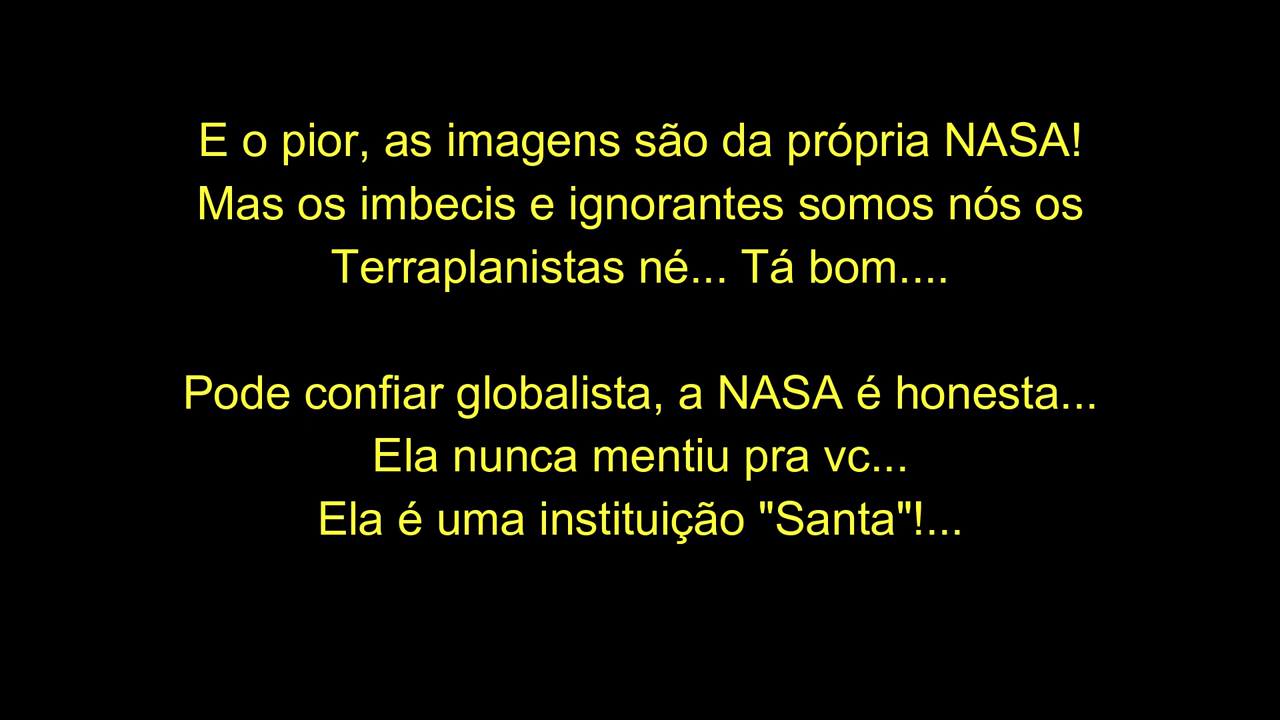 E o pior, as imagens são da própria NASA!
Mas os imbecis e ignorantes somos nós os
Terraplanistas né... Tá bom....
Pode confiar globalista, a NASA é honesta...
Ela nunca mentiu pra vc...
Ela é uma instituição "Santa"!...